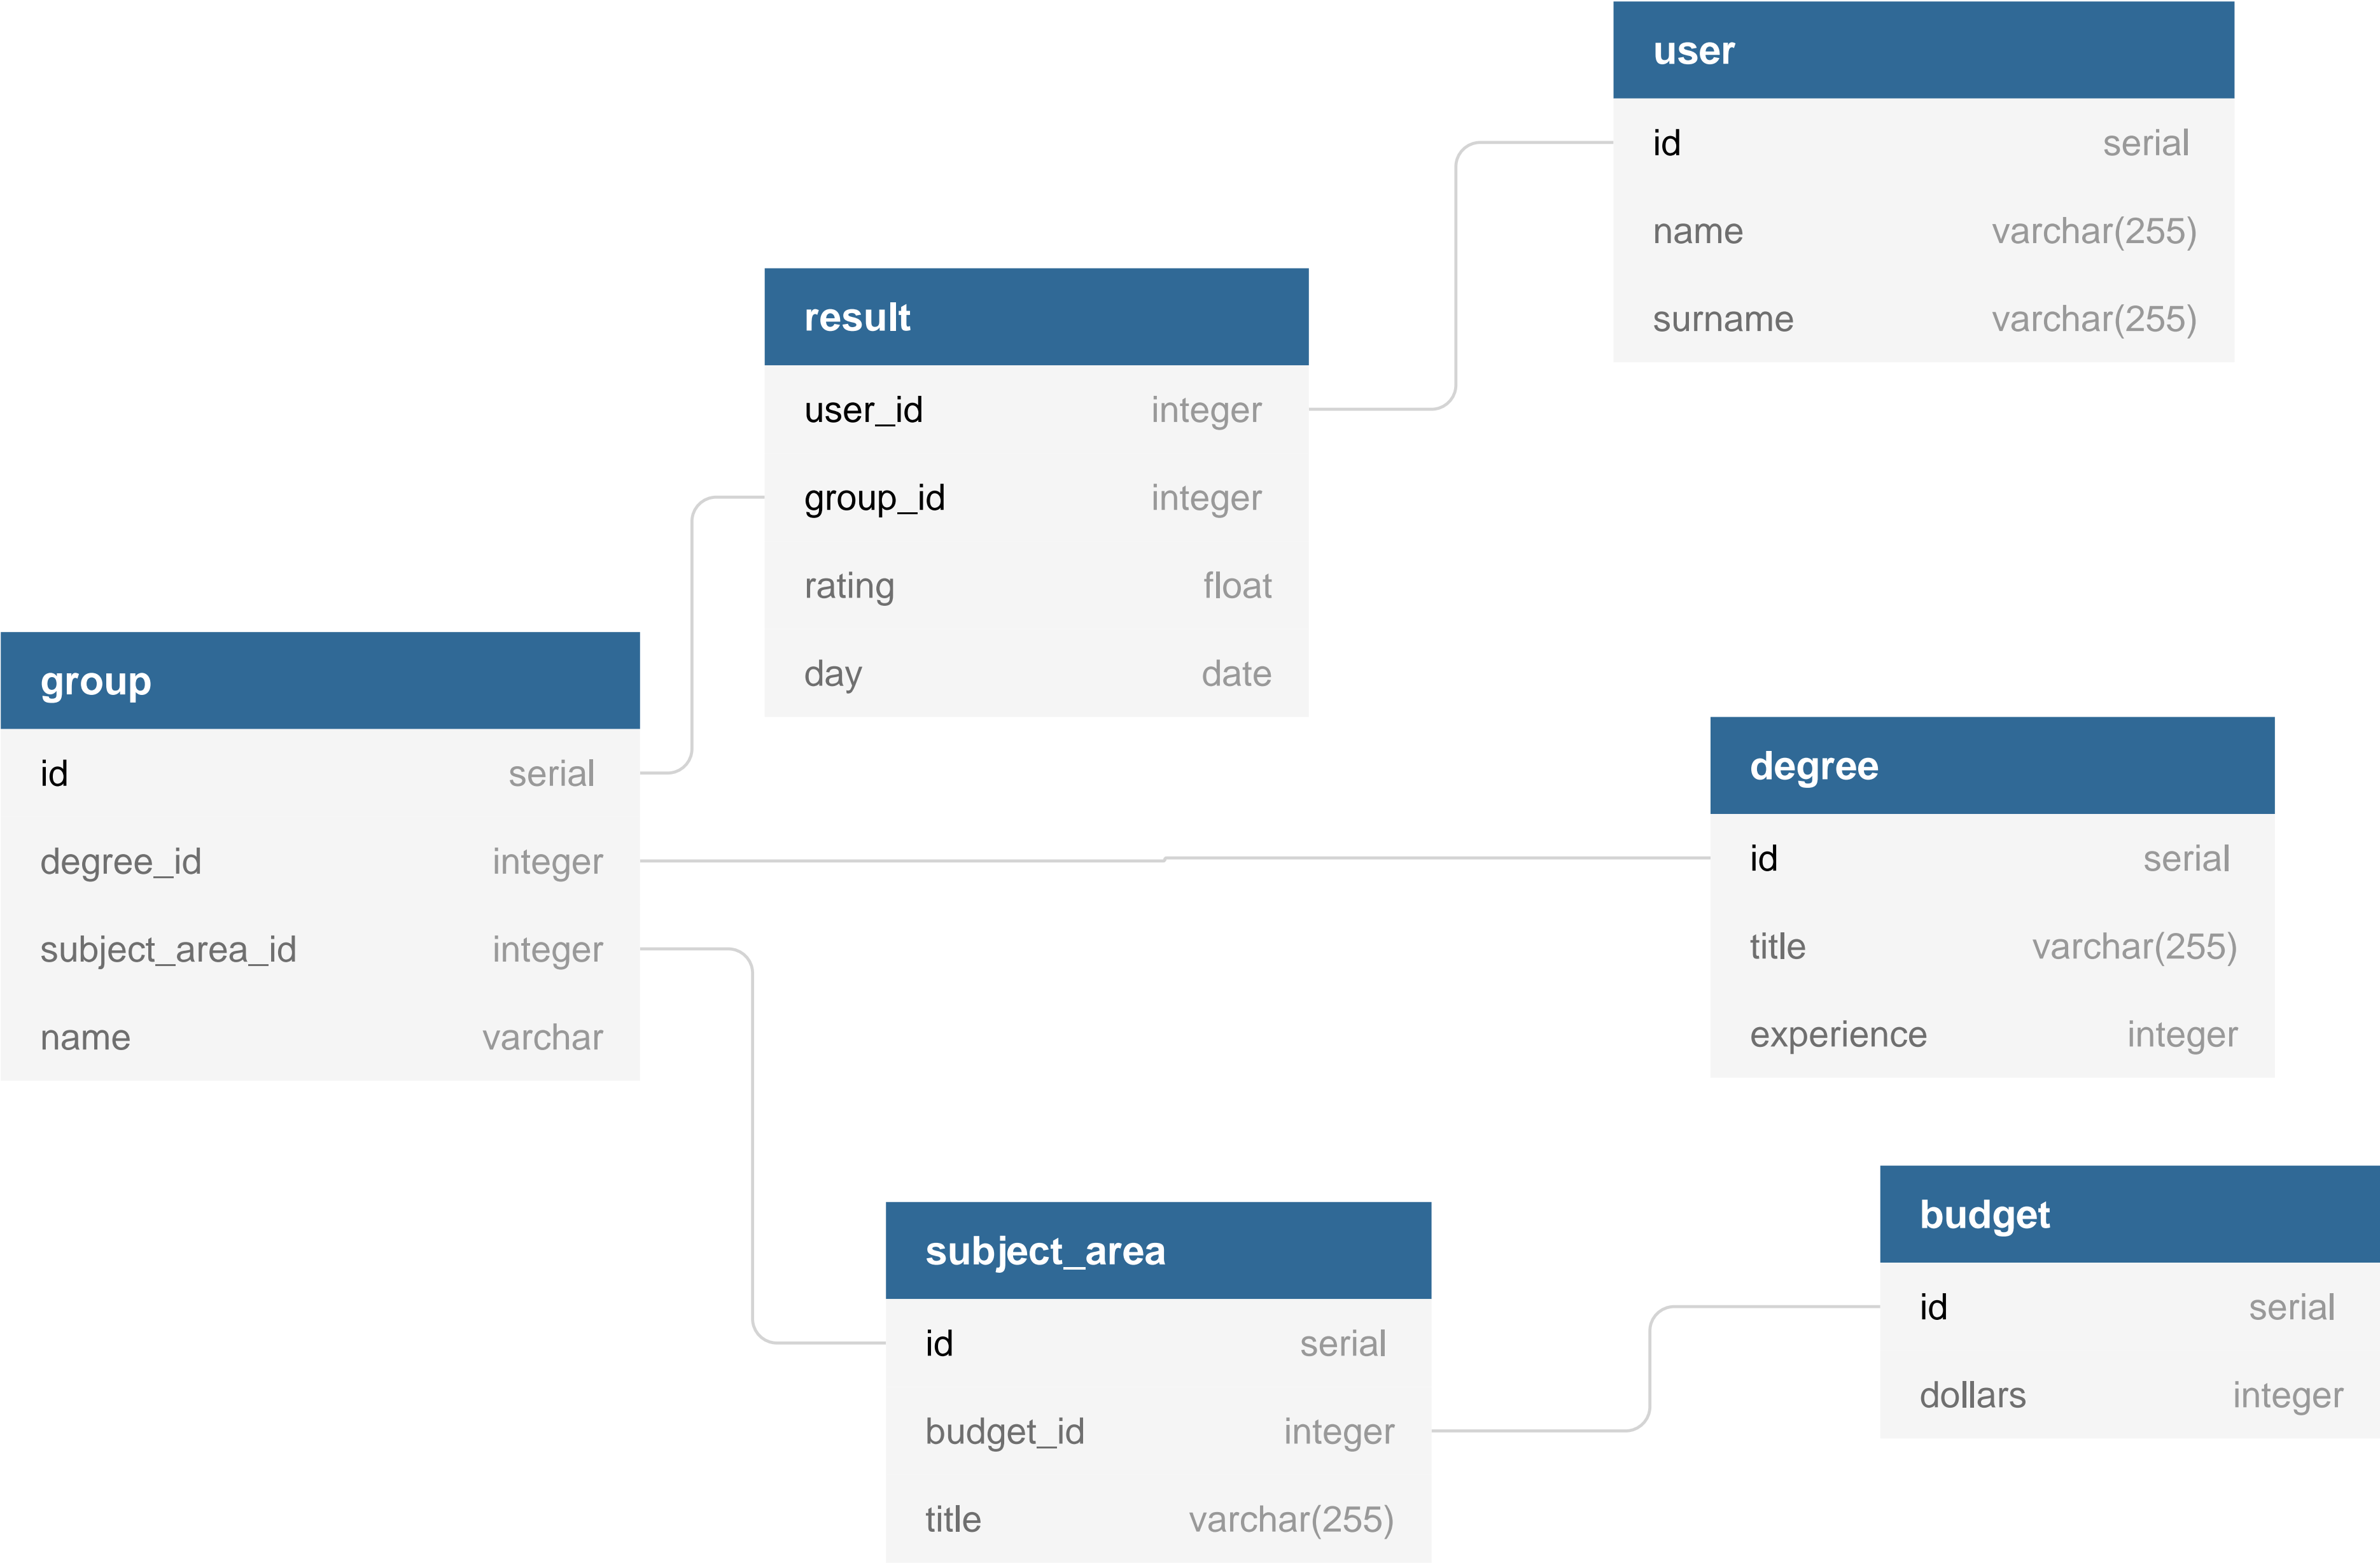 user
id serial
name varchar(255)
surname varchar(255)
result
user_id integer
group_id integer
rating float
day date
group
id serial
degree_id integer
subject_area_id integer
name varchar
degree
id serial
title varchar(255)
experience integer
subject_area
id serial
budget_id integer
title varchar(255)
budget
id serial
dollars integer